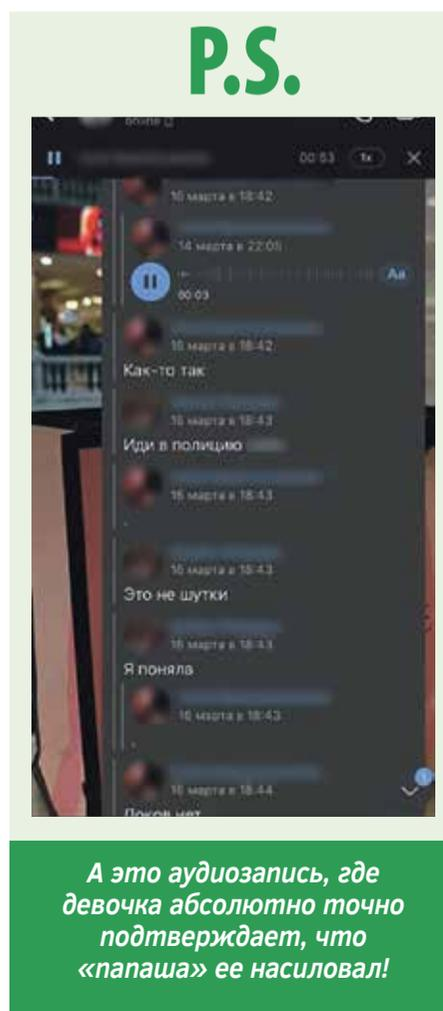 P.S.
online
00:53 1x
16 марта в 18:42
14 марта в 22:05
Aa
00:03
16 марта в 18:42
Как-то так
16 марта в 18:43
Иди в полицию
16 марта в 18:43
.
16 марта в 18:43
Это не шутки
16 марта в 18:43
Я поняла
16 марта в 18:43
.
16 марта в 18:44
Доков нет
1
А это аудиозапись, где
девочка абсолютно точно
подтверждает, что
«папаша» ее насиловал!